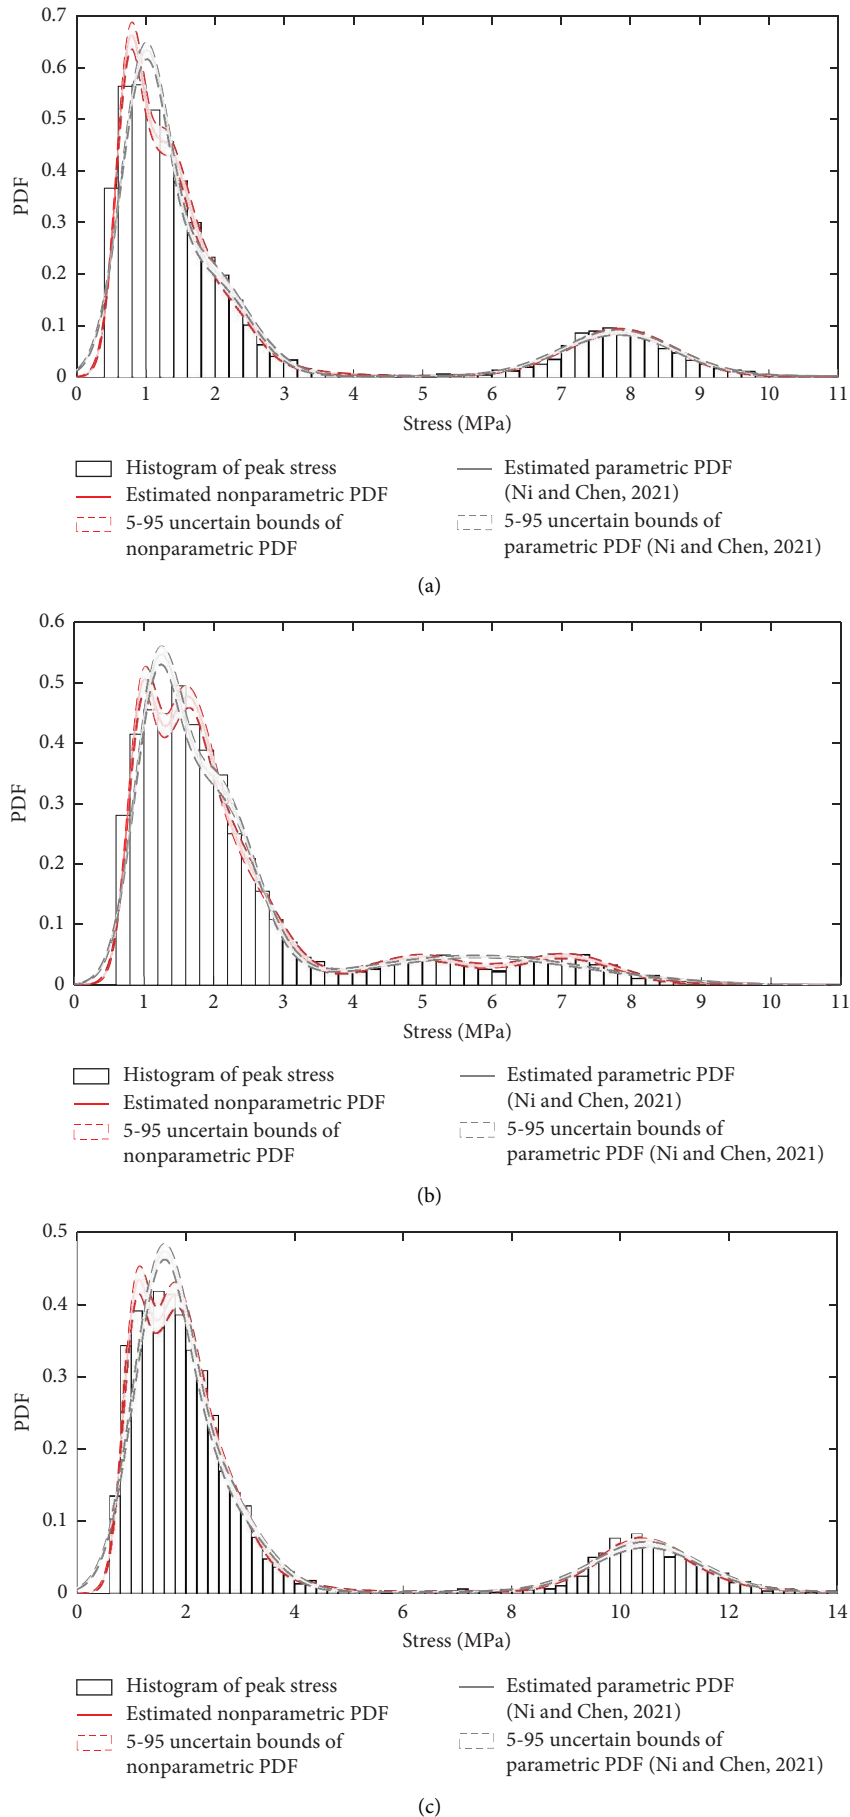 0.7
0.6
0.5
0.4
0.3
0.2
0.1
0
PDF
0 1 2 3 4 5 6 7 8 9 10 11
Stress (MPa)
Histogram of peak stress
Estimated nonparametric PDF
5-95 uncertain bounds of
nonparametric PDF
Estimated parametric PDF
(Ni and Chen, 2021)
5-95 uncertain bounds of
parametric PDF (Ni and Chen, 2021)
(a)
0.6
0.5
0.4
0.3
0.2
0.1
0
PDF
0 1 2 3 4 5 6 7 8 9 10 11
Stress (MPa)
Histogram of peak stress
Estimated nonparametric PDF
5-95 uncertain bounds of
nonparametric PDF
Estimated parametric PDF
(Ni and Chen, 2021)
5-95 uncertain bounds of
parametric PDF (Ni and Chen, 2021)
(b)
0.5
0.4
0.3
0.2
0.1
0
PDF
0 2 4 6 8 10 12 14
Stress (MPa)
Histogram of peak stress
Estimated nonparametric PDF
5-95 uncertain bounds of
nonparametric PDF
Estimated parametric PDF
(Ni and Chen, 2021)
5-95 uncertain bounds of
parametric PDF (Ni and Chen, 2021)
(c)